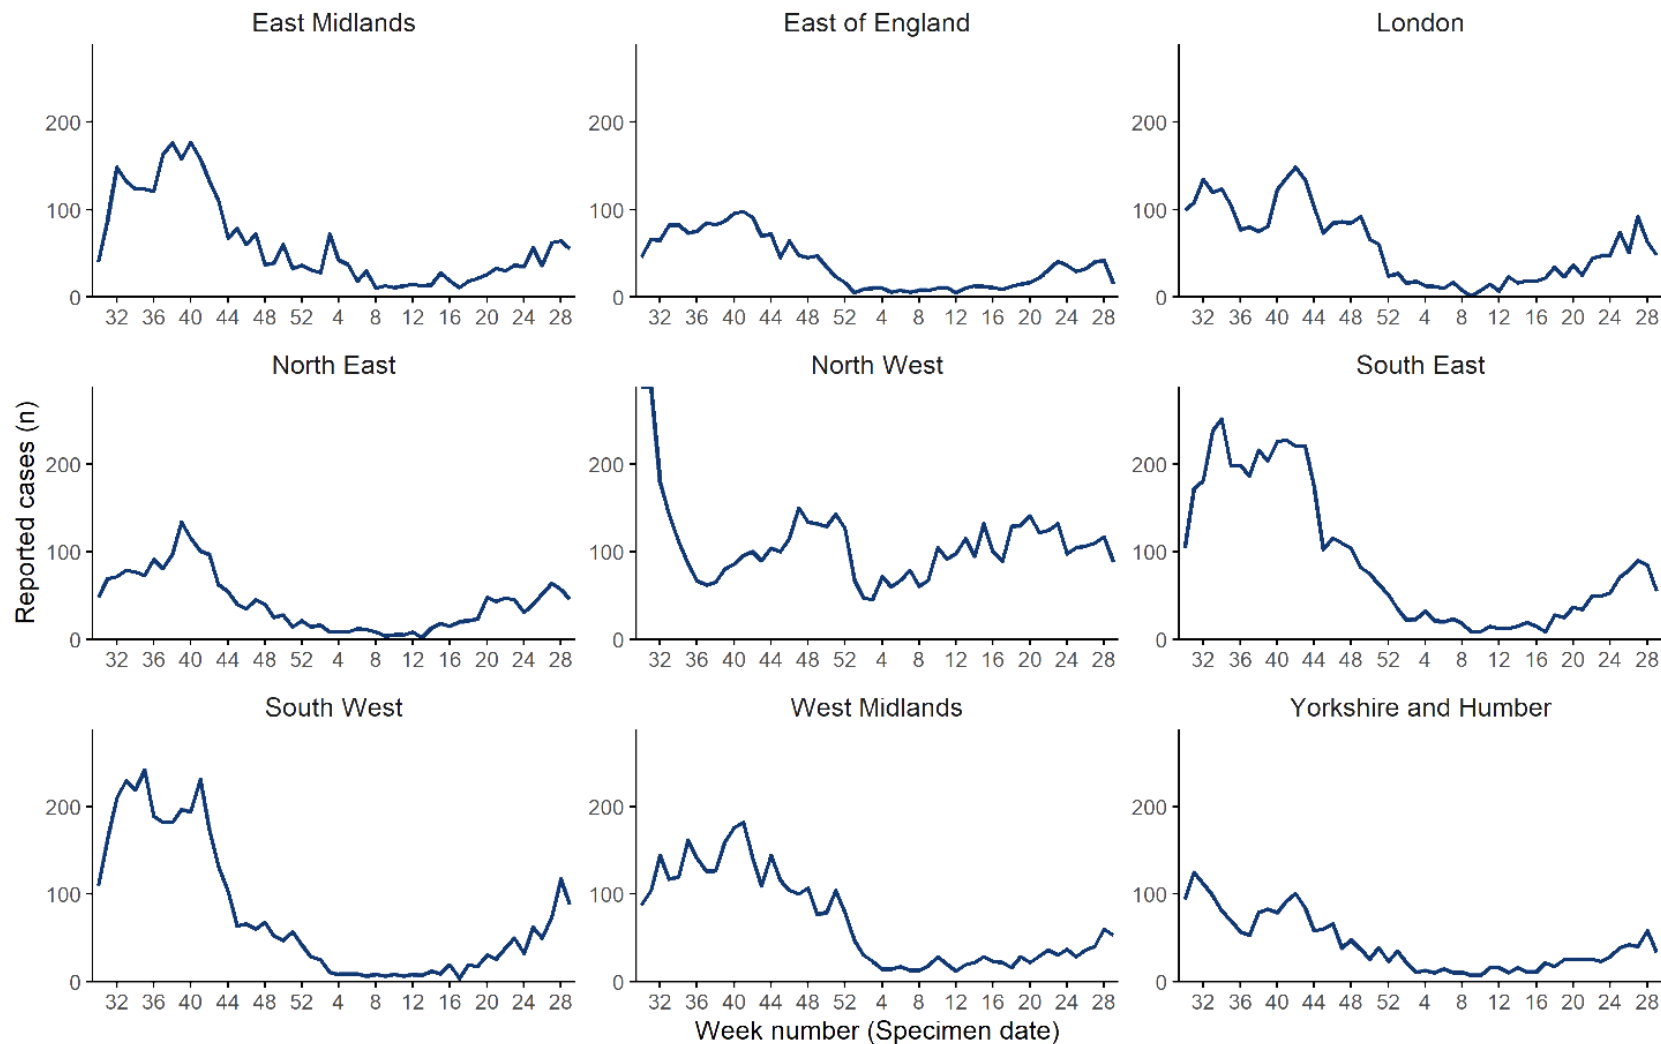 East Midlands East of England London
200 200 200
100 100 100
0 0 0
32 36 40 44 48 52 4 8 12 16 20 24 28 32 36 40 44 48 52 4 8 12 16 20 24 28 32 36 40 44 48 52 4 8 12 16 20 24 28
North East North West South East
Reported cases (n)
200 200 200
100 100 100
0 0 0
32 36 40 44 48 52 4 8 12 16 20 24 28 32 36 40 44 48 52 4 8 12 16 20 24 28 32 36 40 44 48 52 4 8 12 16 20 24 28
South West West Midlands Yorkshire and Humber
200 200 200
100 100 100
0 0 0
32 36 40 44 48 52 4 8 12 16 20 24 28 32 36 40 44 48 52 4 8 12 16 20 24 28 32 36 40 44 48 52 4 8 12 16 20 24 28
Week number (Specimen date)